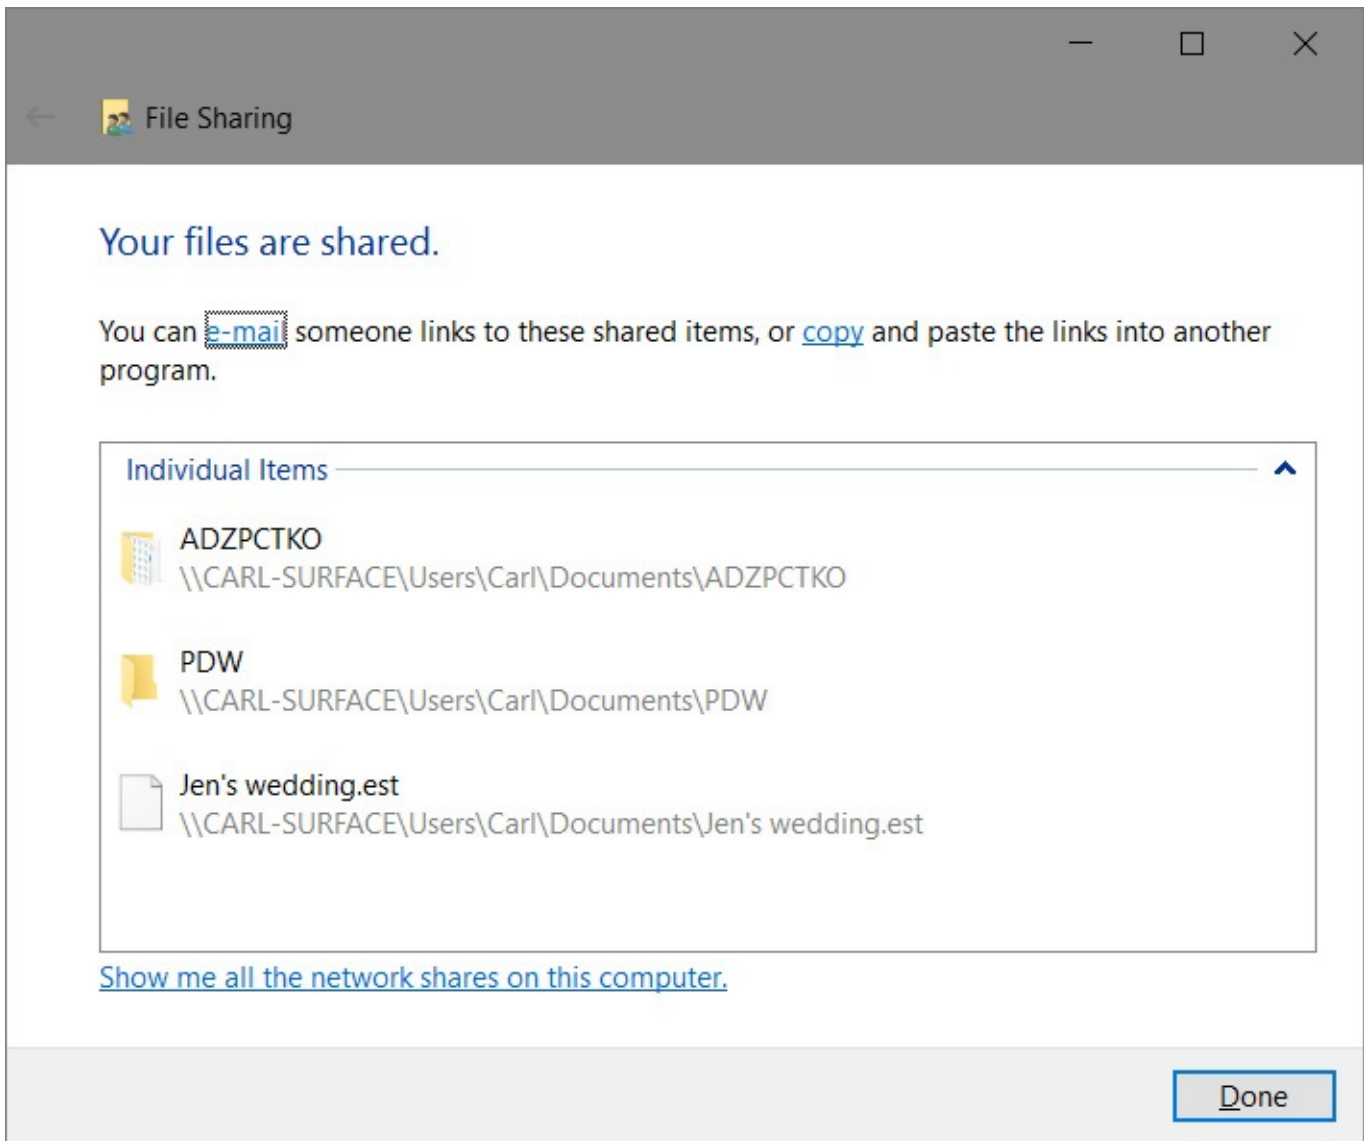 File Sharing
Your files are shared.
You can e-mail someone links to these shared items, or copy and paste the links into another
program.
Individual Items
ADZPCTKO
\\CARL-SURFACE\Users\Carl\Documents\ADZPCTKO
PDW
\\CARL-SURFACE\Users\Carl\Documents\PDW
Jen's wedding.est
\\CARL-SURFACE\Users\Carl\Documents\Jen's wedding.est
Show me all the network shares on this computer.
Done